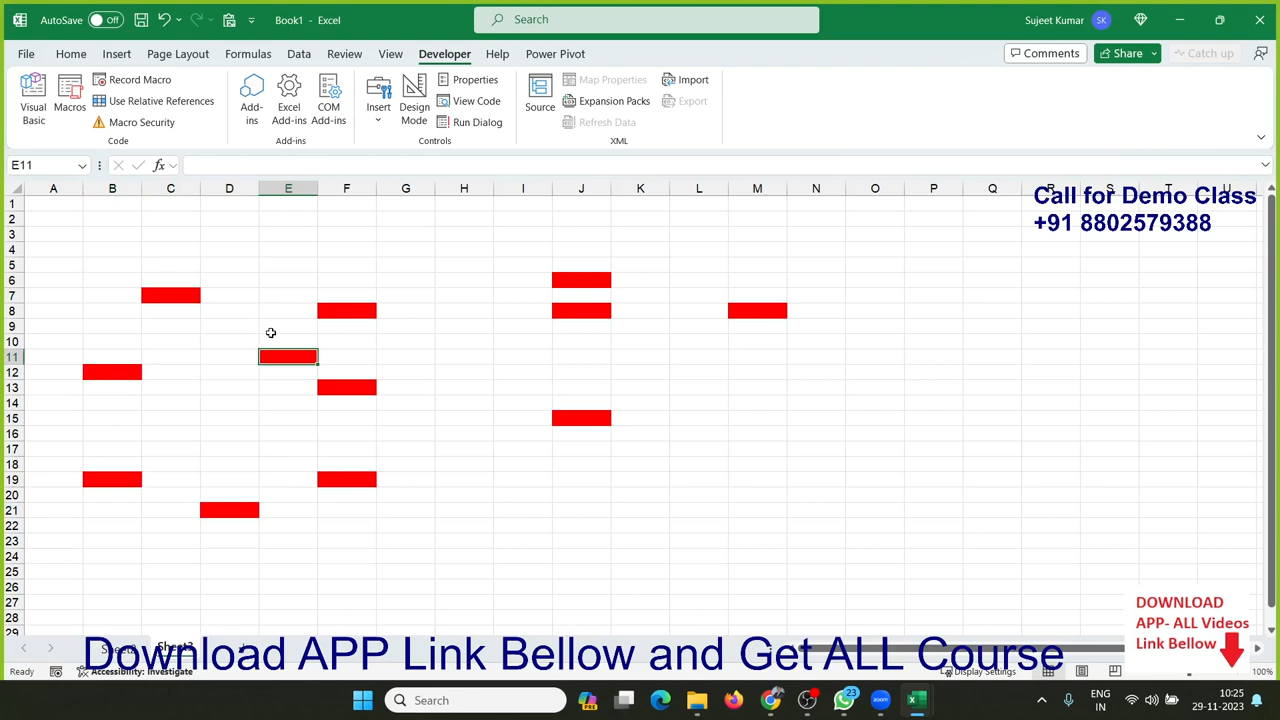 AutoSave Off Book1 - Excel Search Sujeet Kumar SK
File Home Insert Page Layout Formulas Data Review View Developer Help Power Pivot Comments Share Catch up
Visual Basic
Macros
Record Macro
Use Relative References
Macro Security
Code
Add-ins
Excel Add-ins
COM Add-ins
Add-ins
Insert
Design Mode
Properties
View Code
Run Dialog
Controls
Source
Map Properties
Expansion Packs
Refresh Data
Import
Export
XML
E11 fx
A B C D E F G H I J K L M N O P Q R S T U
Call for Demo Class
+91 8802579388
1
2
3
4
5
6
7
8
9
10
11
12
13
14
15
16
17
18
19
20
21
22
23
24
25
26
27
28
29
DOWNLOAD
APP- ALL Videos
Link Bellow
Download APP Link Bellow and Get ALL Course
Ready Accessibility: Investigate Display Settings 100%
Search PRE 23 zoom ENG IN 10:25 29-11-2023